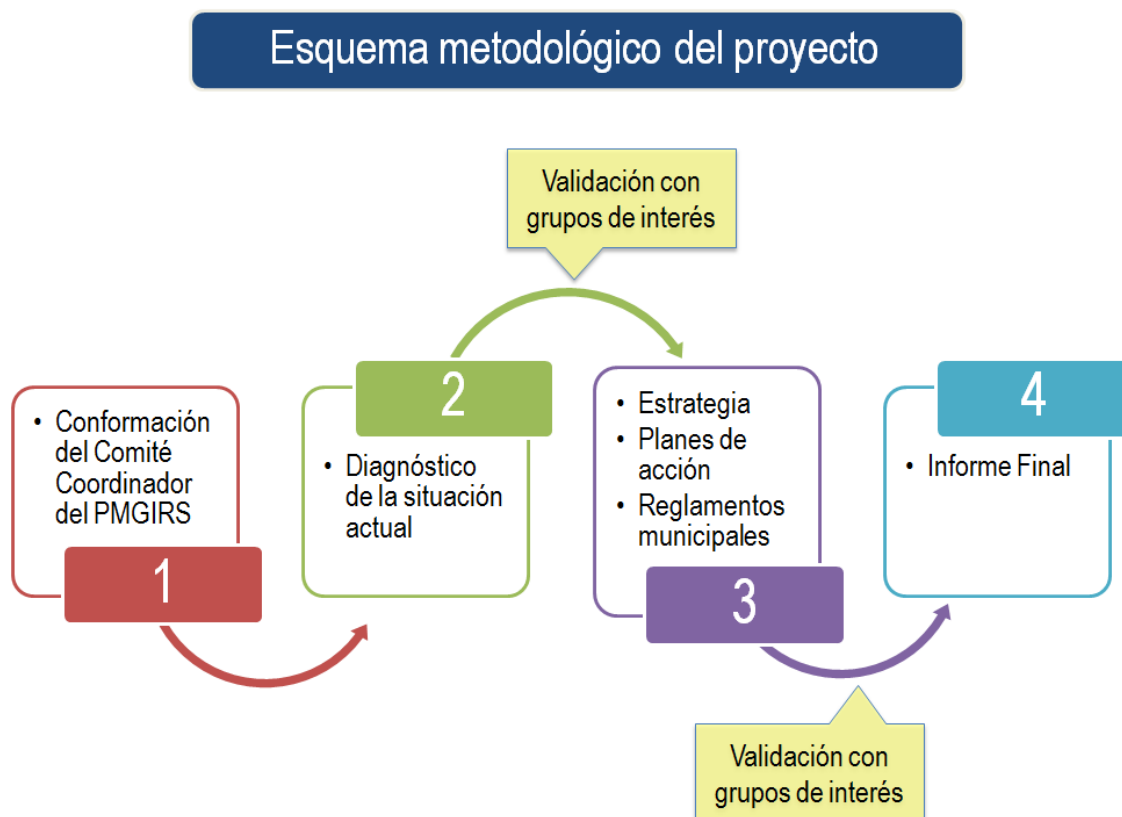 Esquema metodológico del proyecto
Validación con
grupos de interés
• Conformación
del Comité
Coordinador
del PMGIRS
1
2
• Diagnóstico
de la situación
actual
• Estrategia
• Planes de
acción
• Reglamentos
municipales
3
4
• Informe Final
Validación con
grupos de interés